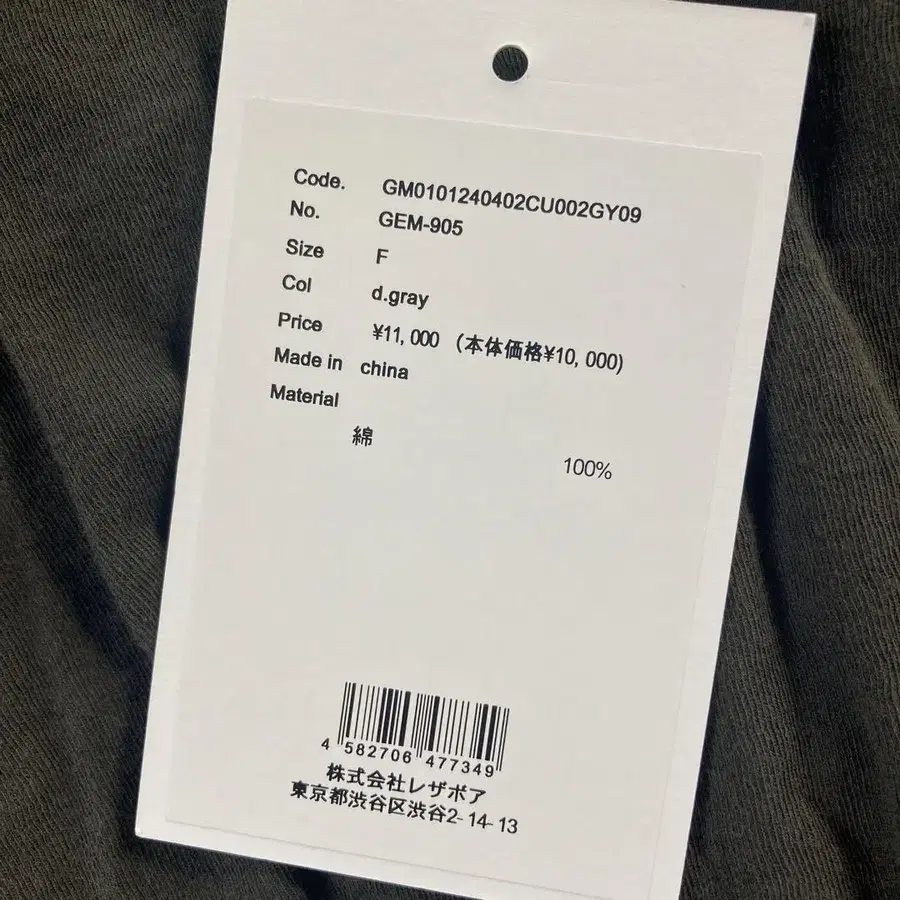 Code. GM0101240402CU002GY09
No. GEM-905
Size F
Col d.gray
Price ¥11,000 (本体価格¥10,000)
Made in china
Material
綿
100%
4 582706 477349
株式会社レザボア
東京都渋谷区渋谷2-14-13